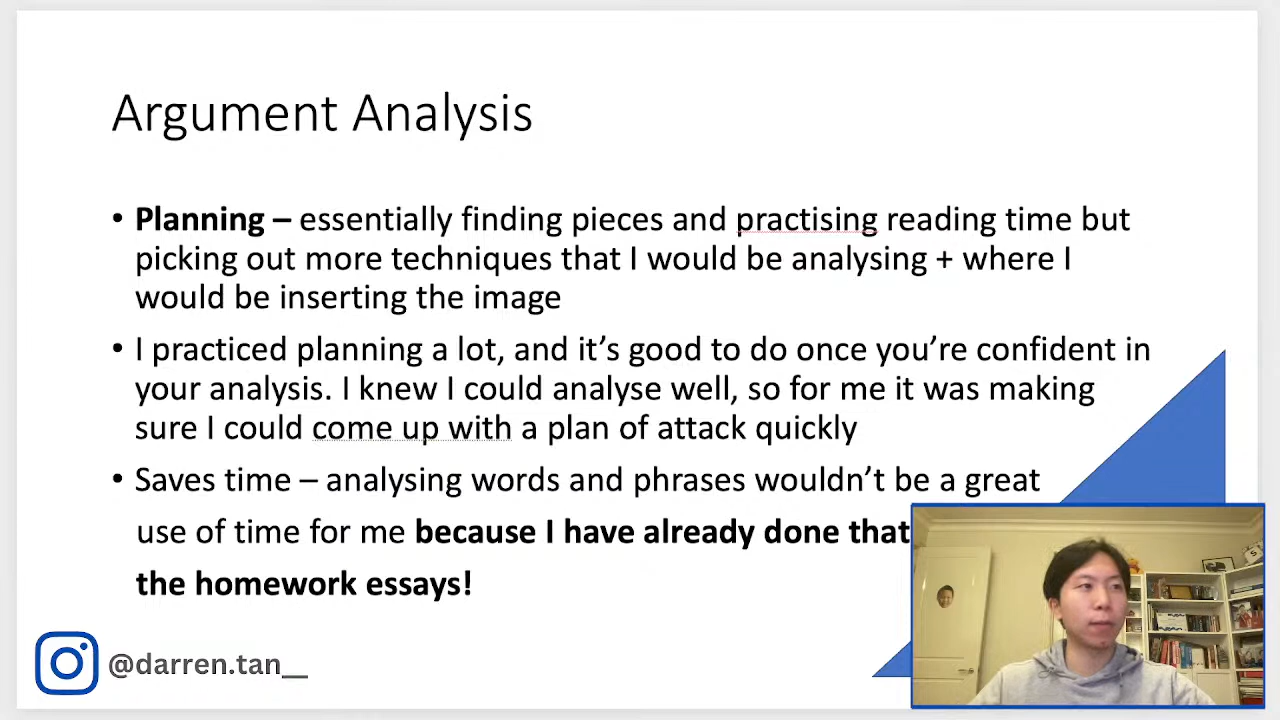 Argument Analysis
• Planning – essentially finding pieces and practising reading time but
picking out more techniques that I would be analysing + where I
would be inserting the image
• I practiced planning a lot, and it’s good to do once you’re confident in
your analysis. I knew I could analyse well, so for me it was making
sure I could come up with a plan of attack quickly
• Saves time – analysing words and phrases wouldn’t be a great
use of time for me because I have already done that
the homework essays!
@darren.tan__